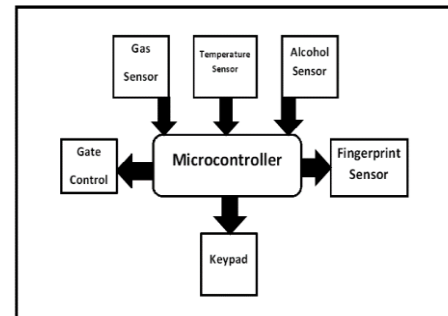 Gas
Sensor
Temperature
Sensor
Alcohol
Sensor
Gate
Control
Microcontroller
Fingerprint
Sensor
Keypad